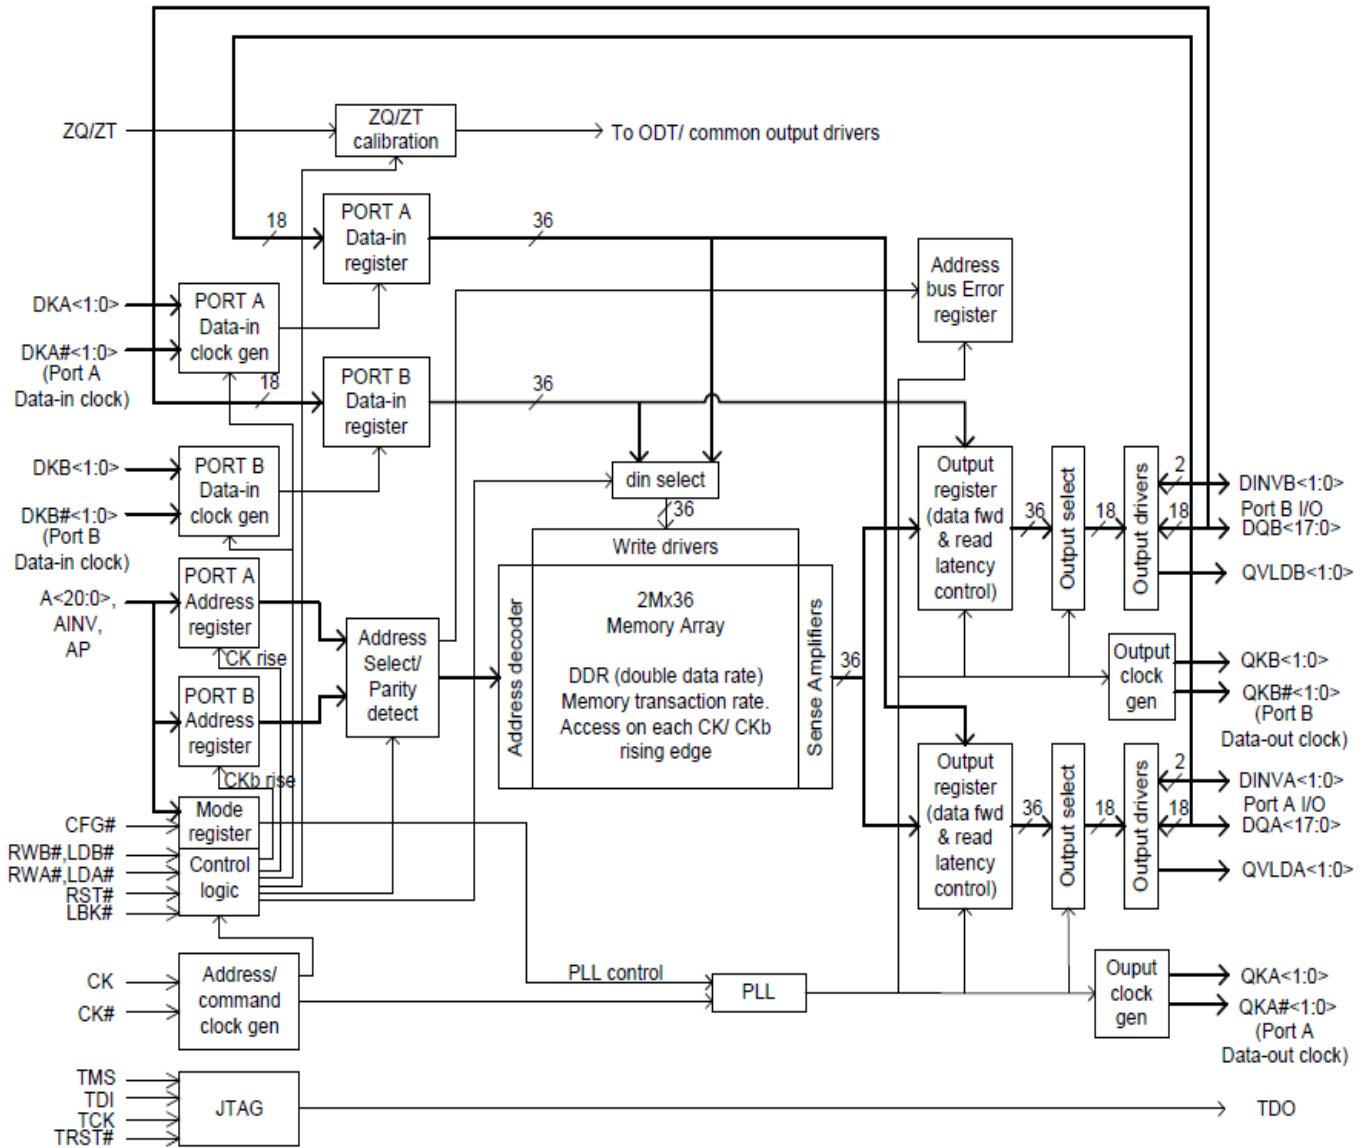 ZQ/ZT
ZQ/ZT
calibration
To ODT/ common output drivers
18
PORT A
Data-in
register
36
Address
bus Error
register
DKA<1:0>
DKA#<1:0>
(Port A
Data-in clock)
PORT A
Data-in
clock gen
18
PORT B
Data-in
register
36
DKB<1:0>
DKB#<1:0>
(Port B
Data-in clock)
PORT B
Data-in
clock gen
din select
36
Output
register
(data fwd
& read
latency
control)
36
Output select
18
Output drivers
2
18
DINVB<1:0>
Port B I/O
DQB<17:0>
QVLDB<1:0>
A<20:0>,
AINV,
AP
PORT A
Address
register
CK rise
PORT B
Address
register
CKb rise
Address
Select/
Parity
detect
Address decoder
Write drivers
2Mx36
Memory Array
DDR (double data rate)
Memory transaction rate.
Access on each CK/ CKb
rising edge
Sense Amplifiers
36
Output
clock
gen
QKB<1:0>
QKB#<1:0>
(Port B
Data-out clock)
CFG#
RWB#,LDB#
RWA#,LDA#
RST#
LBK#
Mode
register
Control
logic
Output
register
(data fwd
& read
latency
control)
36
Output select
18
Output drivers
2
18
DINVA<1:0>
Port A I/O
DQA<17:0>
QVLDA<1:0>
CK
CK#
Address/
command
clock gen
PLL control
PLL
Ouput
clock
gen
QKA<1:0>
QKA#<1:0>
(Port A
Data-out clock)
TMS
TDI
TCK
TRST#
JTAG
TDO